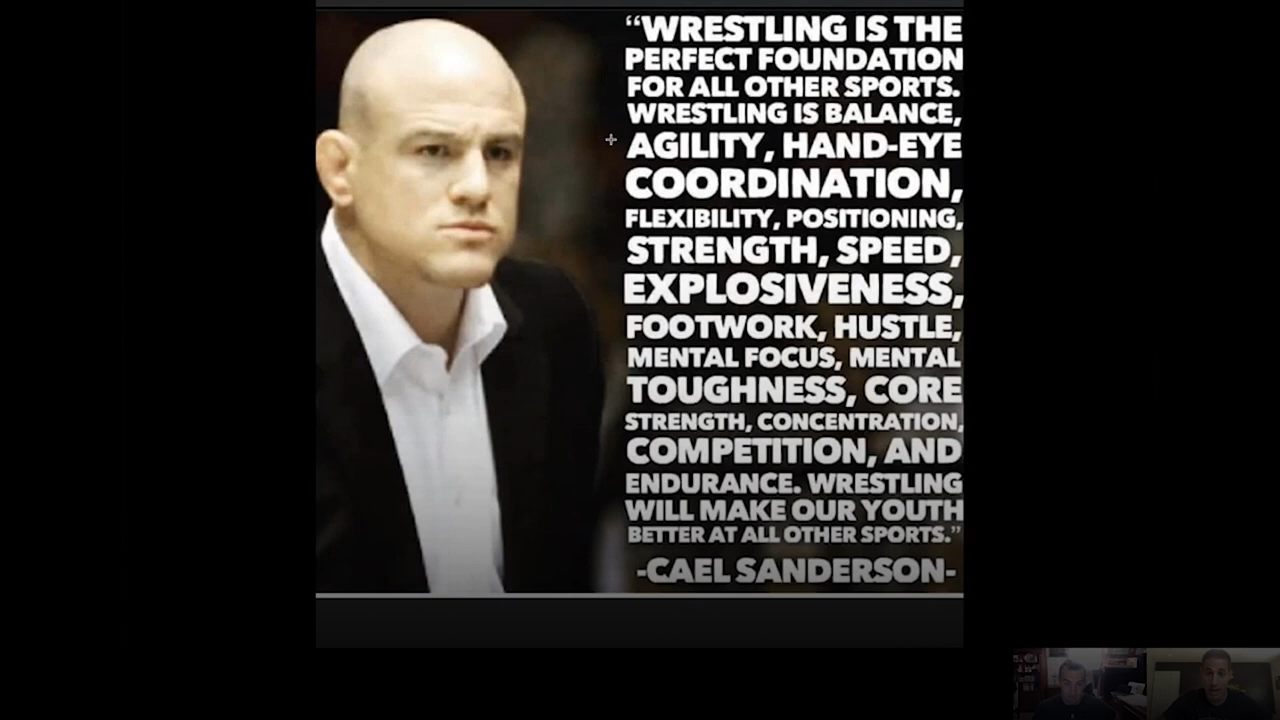 “WRESTLING IS THE
PERFECT FOUNDATION
FOR ALL OTHER SPORTS.
WRESTLING IS BALANCE,
AGILITY, HAND-EYE
COORDINATION,
FLEXIBILITY, POSITIONING,
STRENGTH, SPEED,
EXPLOSIVENESS,
FOOTWORK, HUSTLE,
MENTAL FOCUS, MENTAL
TOUGHNESS, CORE
STRENGTH, CONCENTRATION,
COMPETITION, AND
ENDURANCE. WRESTLING
WILL MAKE OUR YOUTH
BETTER AT ALL OTHER SPORTS.”
-CAEL SANDERSON-